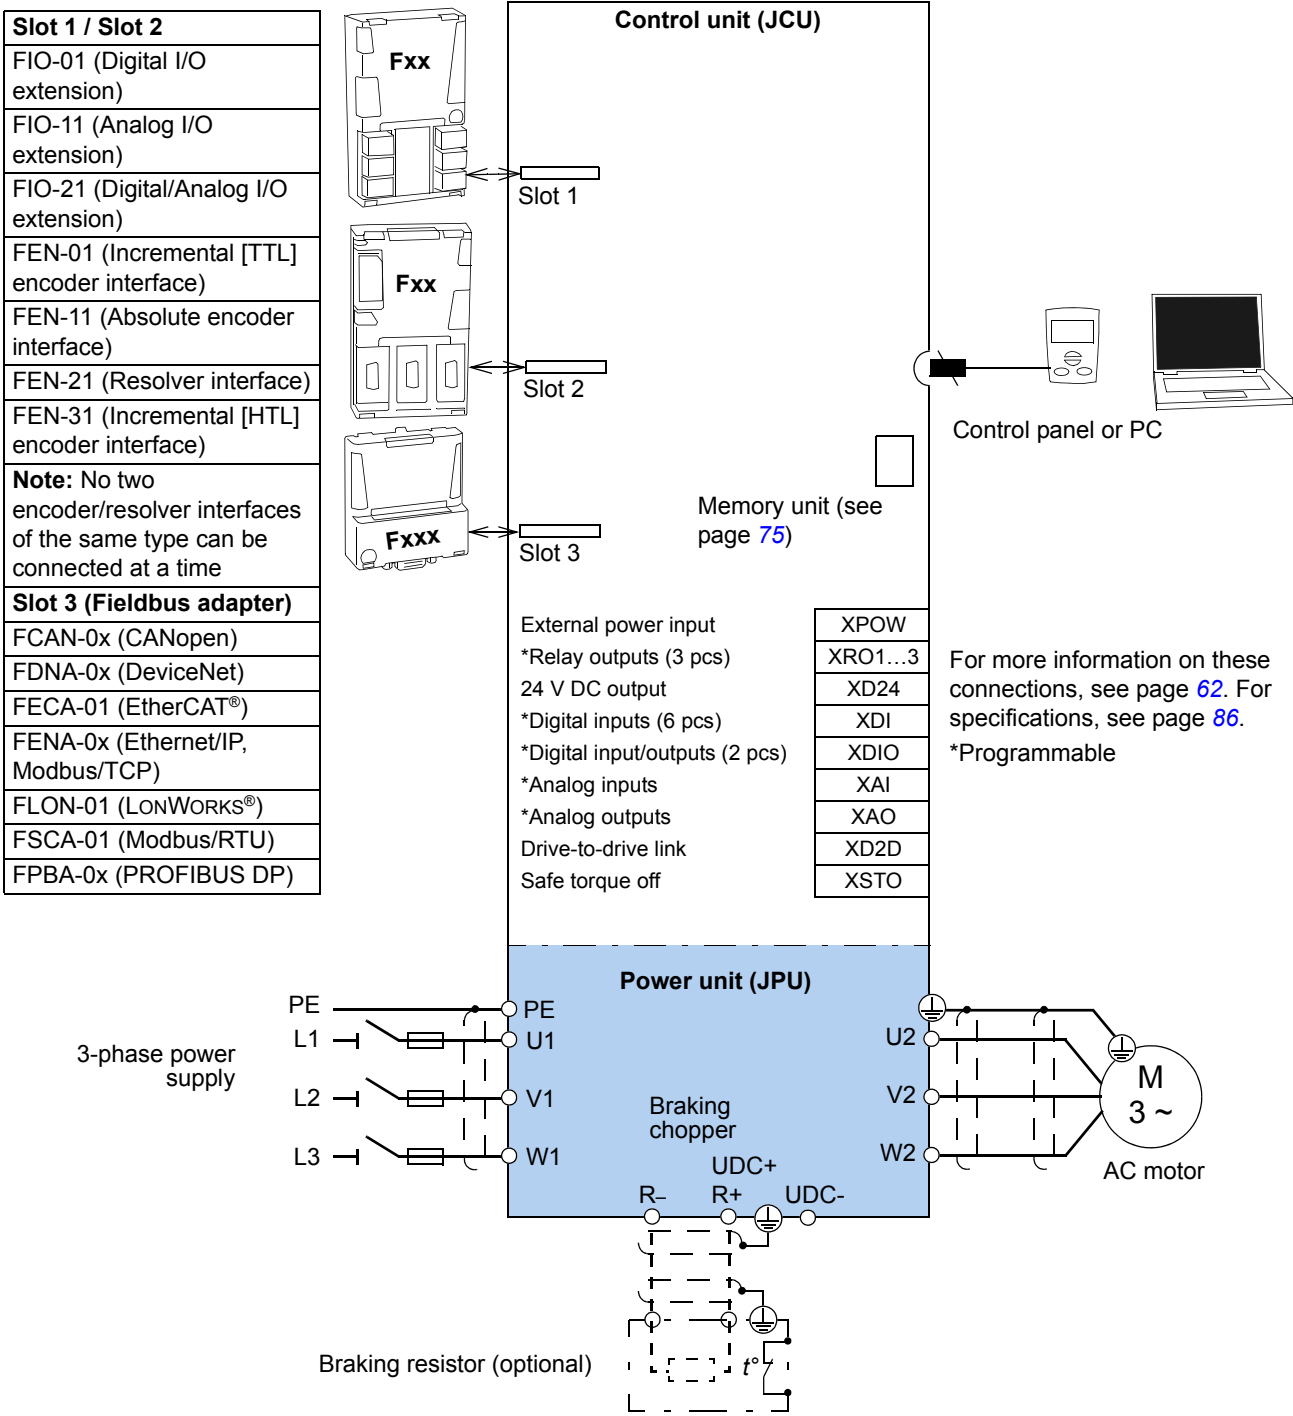 Slot 1 / Slot 2
FIO-01 (Digital I/O
extension)
FIO-11 (Analog I/O
extension)
FIO-21 (Digital/Analog I/O
extension)
FEN-01 (Incremental [TTL]
encoder interface)
FEN-11 (Absolute encoder
interface)
FEN-21 (Resolver interface)
FEN-31 (Incremental [HTL]
encoder interface)
Note: No two
encoder/resolver interfaces
of the same type can be
connected at a time
Slot 3 (Fieldbus adapter)
FCAN-0x (CANopen)
FDNA-0x (DeviceNet)
FECA-01 (EtherCAT®)
FENA-0x (Ethernet/IP,
Modbus/TCP)
FLON-01 (LONWORKS®)
FSCA-01 (Modbus/RTU)
FPBA-0x (PROFIBUS DP)
Fxx
Fxx
Fxxx
Control unit (JCU)
Slot 1
Slot 2
Slot 3
Control panel or PC
Memory unit (see
page 75)
External power input XPOW
*Relay outputs (3 pcs) XRO1…3
24 V DC output XD24
*Digital inputs (6 pcs) XDI
*Digital input/outputs (2 pcs) XDIO
*Analog inputs XAI
*Analog outputs XAO
Drive-to-drive link XD2D
Safe torque off XSTO
For more information on these
connections, see page 62. For
specifications, see page 86.
*Programmable
Power unit (JPU)
3-phase power
supply
PE
L1
L2
L3
PE
U1
V1
W1
U2
V2
W2
Braking
chopper
UDC+
R– R+ UDC-
M
3 ~
AC motor
Braking resistor (optional)
t°